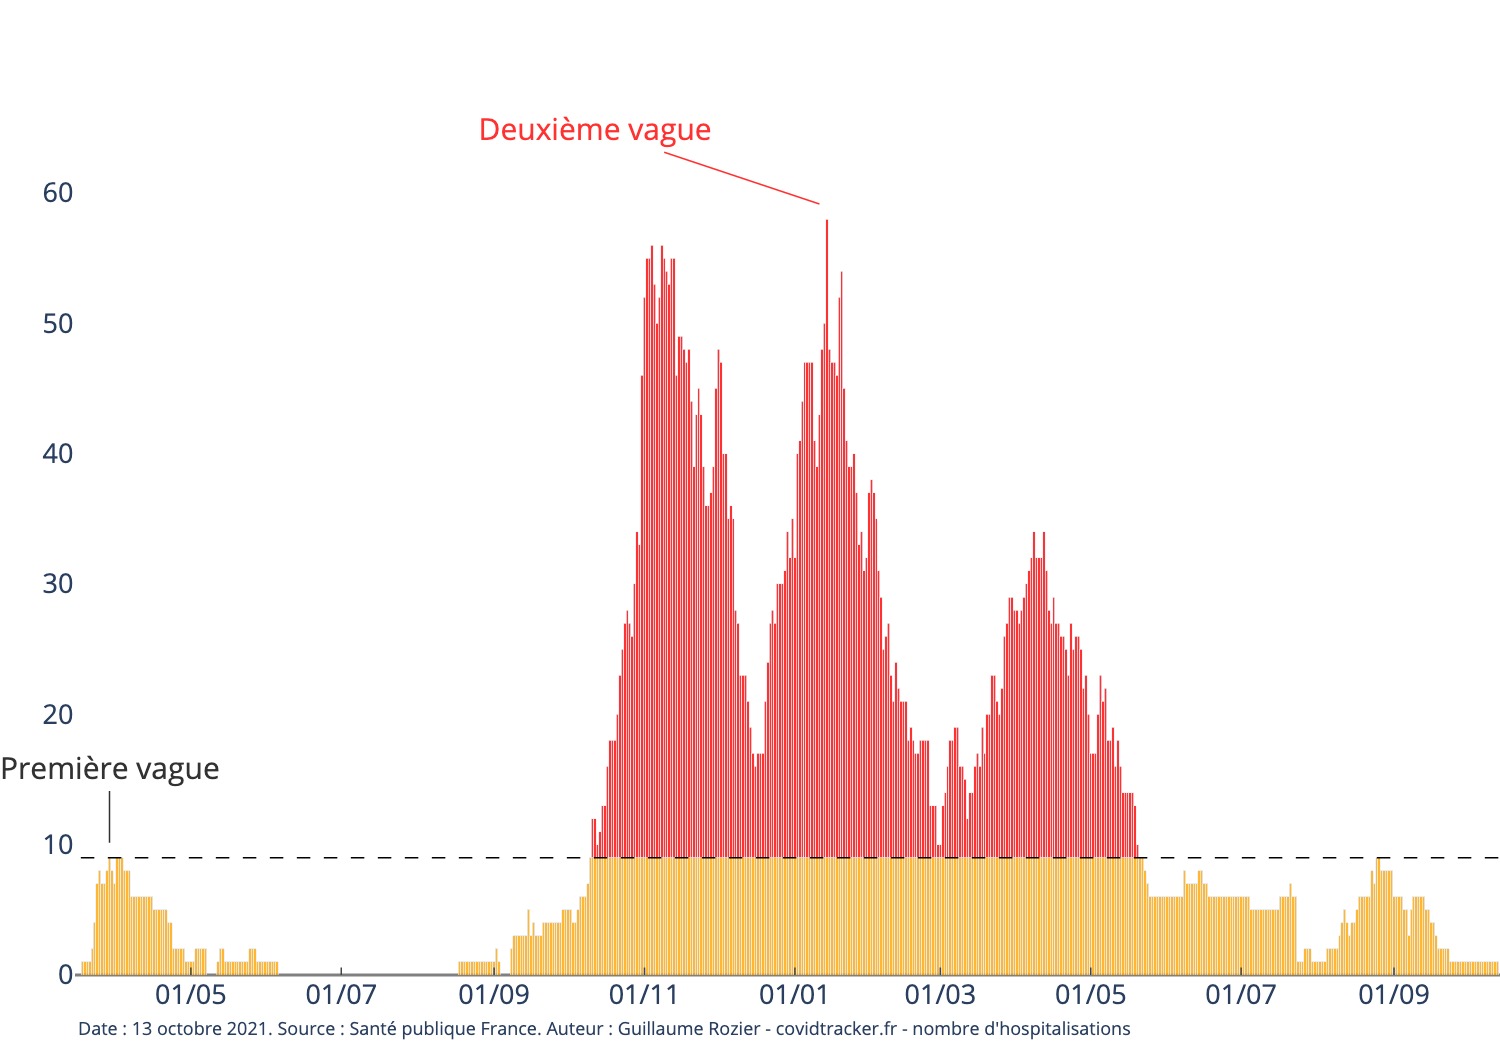 Deuxième vague
60
50
40
30
20
Première vague
10
0
01/05 01/07 01/09 01/11 01/01 01/03 01/05 01/07 01/09
Date : 13 octobre 2021. Source : Santé publique France. Auteur : Guillaume Rozier - covidtracker.fr - nombre d'hospitalisations